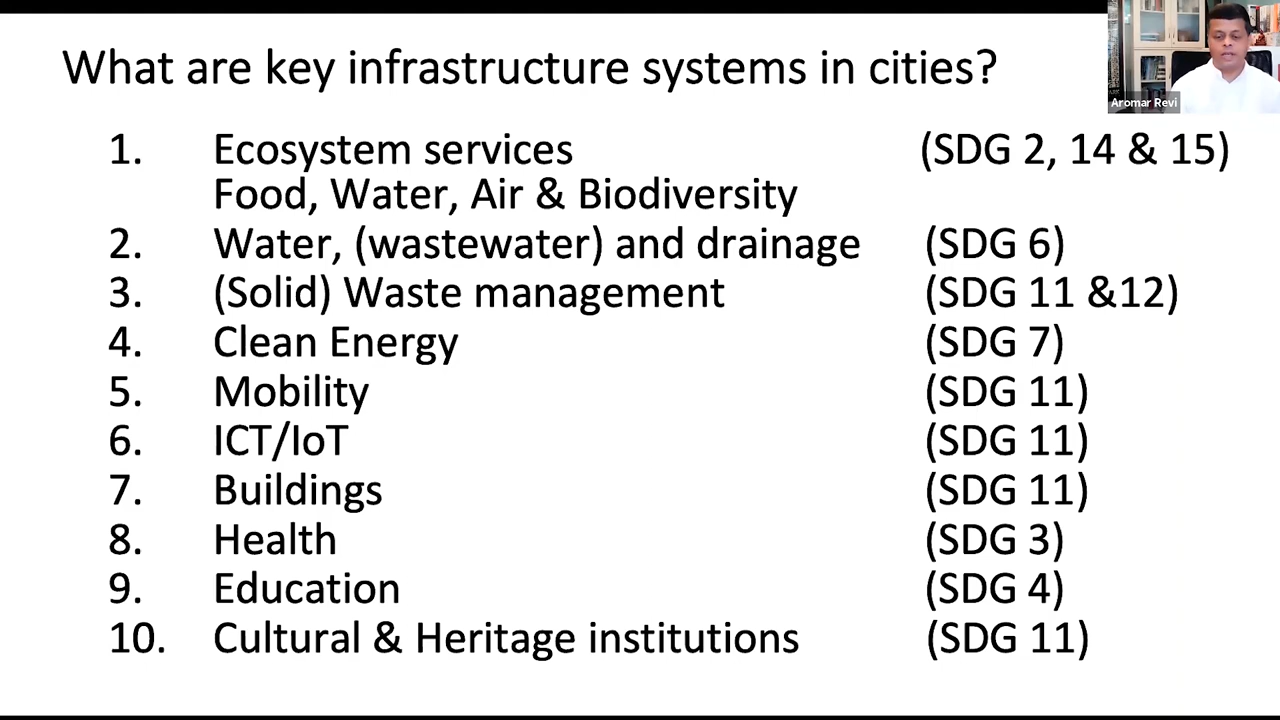 What are key infrastructure systems in cities?
Aromar Revi
1. Ecosystem services (SDG 2, 14 & 15)
Food, Water, Air & Biodiversity
2. Water, (wastewater) and drainage (SDG 6)
3. (Solid) Waste management (SDG 11 &12)
4. Clean Energy (SDG 7)
5. Mobility (SDG 11)
6. ICT/IoT (SDG 11)
7. Buildings (SDG 11)
8. Health (SDG 3)
9. Education (SDG 4)
10. Cultural & Heritage institutions (SDG 11)